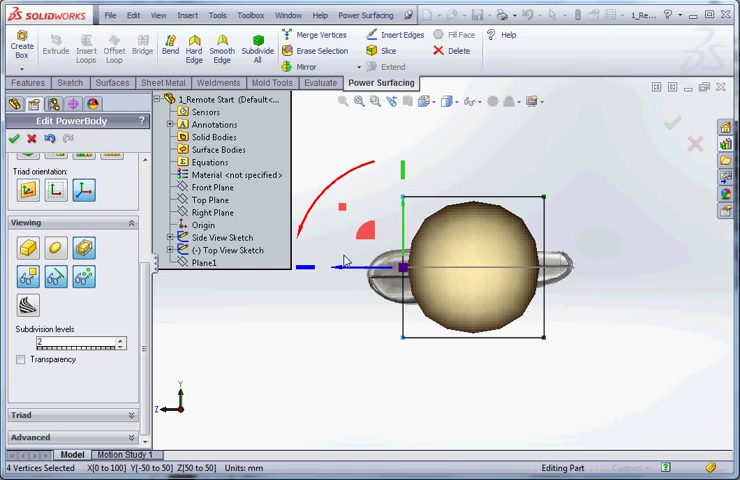 SOLIDWORKS File Edit View Insert Tools Toolbox Window Help Power Surfacing 1_Re...
Create Box
Extrude
Insert Loops
Offset Loop
Bridge
Bend
Hard Edge
Smooth Edge
Subdivide All
Merge Vertices Insert Edges Fill Face Help
Erase Selection Slice Delete
Mirror Extend
Features Sketch Surfaces Sheet Metal Weldments Mold Tools Evaluate Power Surfacing
Edit PowerBody ?
Triad orientation:
Viewing
Subdivision levels
2
Transparency
Triad
Advanced
1_Remote Start (Default<...
Sensors
Annotations
Solid Bodies
Surface Bodies
Equations
Material <not specified>
Front Plane
Top Plane
Right Plane
Origin
Side View Sketch
(-) Top View Sketch
Plane1
Y
Z
Model Motion Study 1
4 Vertices Selected X[0 to 100] Y[-50 to 50] Z[50 to 50] Units: mm Editing Part Custom